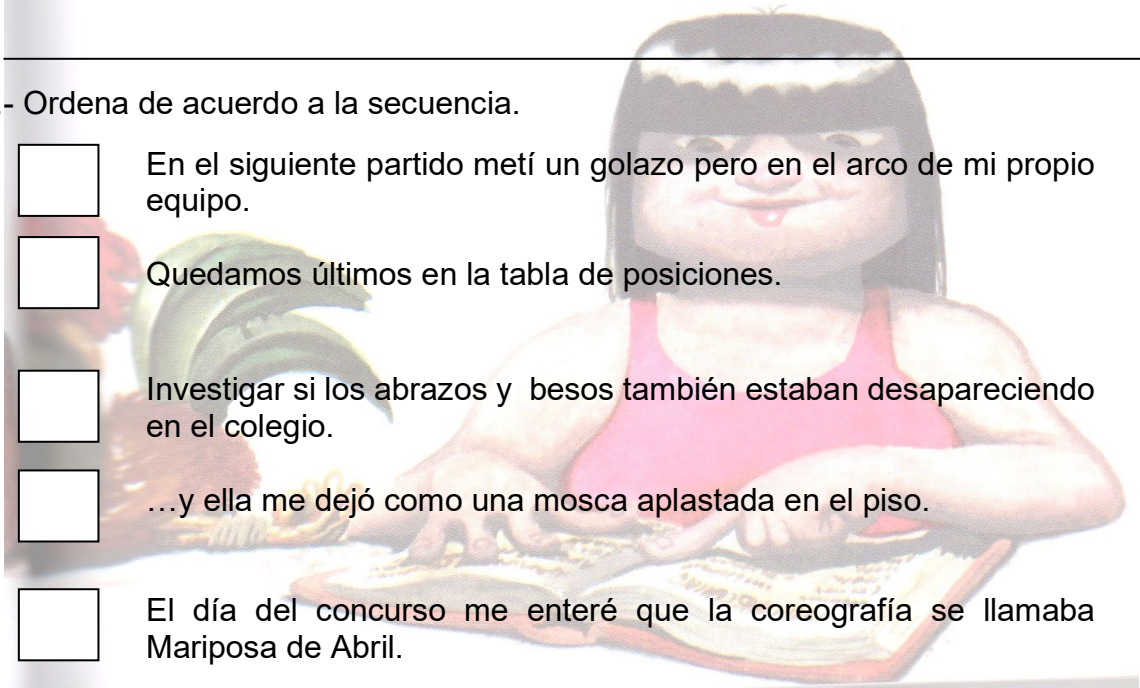 .- Ordena de acuerdo a la secuencia.
En el siguiente partido metí un golazo pero en el arco de mi propio
equipo.
Quedamos últimos en la tabla de posiciones.
Investigar si los abrazos y  besos también estaban desapareciendo
en el colegio.
…y ella me dejó como una mosca aplastada en el piso.
El día del concurso me enteré que la coreografía se llamaba
Mariposa de Abril.